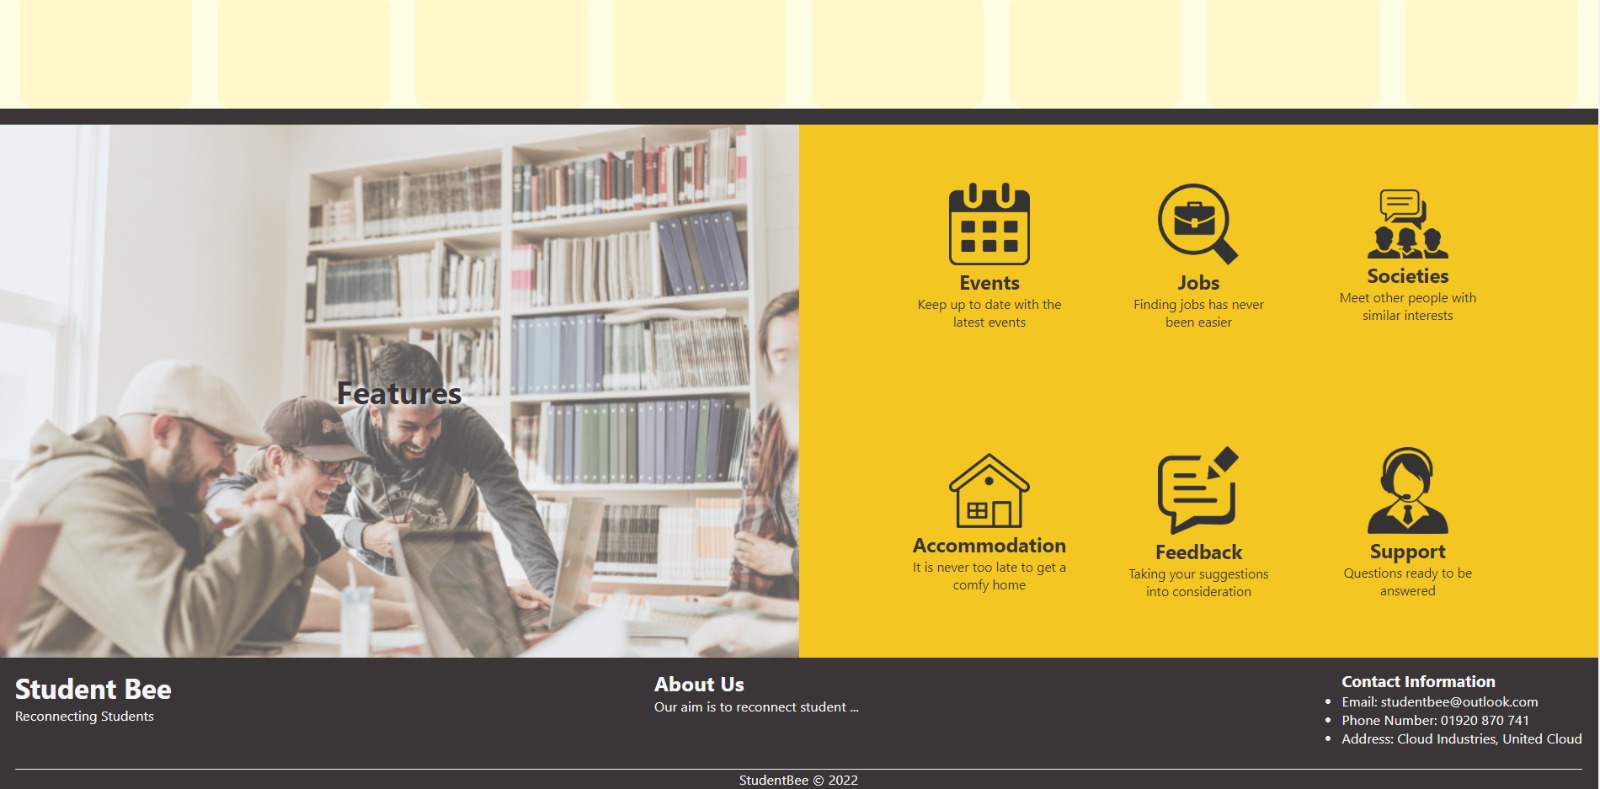 Features
Events
Keep up to date with the
latest events
Jobs
Finding jobs has never
been easier
Societies
Meet other people with
similar interests
Accommodation
It is never too late to get a
comfy home
Feedback
Taking your suggestions
into consideration
Support
Questions ready to be
answered
Student Bee
Reconnecting Students
About Us
Our aim is to reconnect student ...
Contact Information
Email: studentbee@outlook.com
Phone Number: 01920 870 741
Address: Cloud Industries, United Cloud
StudentBee © 2022